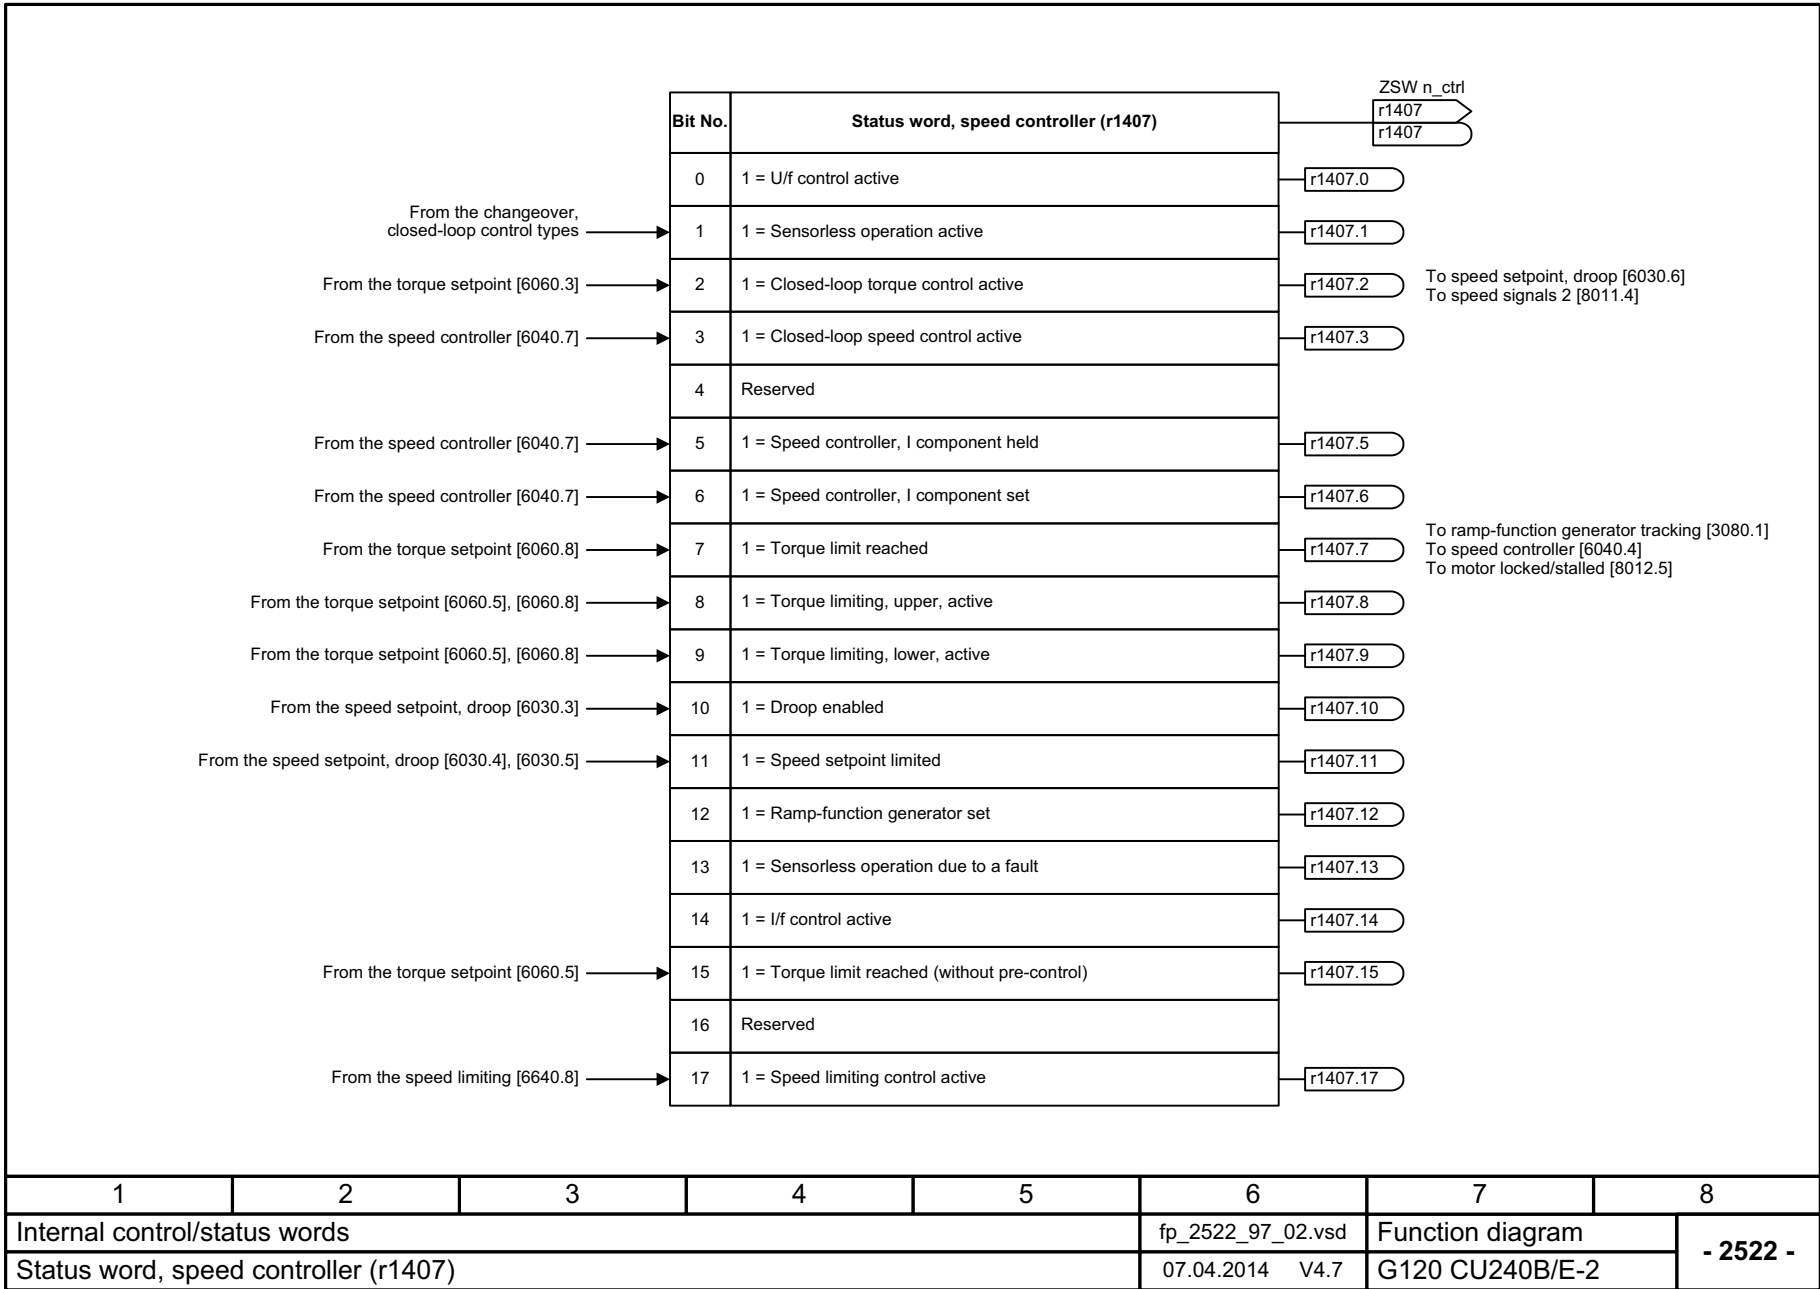 ZSW n_ctrl
Bit No. Status word, speed controller (r1407) r1407
r1407
0 1 = U/f control active r1407.0
From the changeover,
closed-loop control types 1 1 = Sensorless operation active r1407.1
From the torque setpoint [6060.3] 2 1 = Closed-loop torque control active r1407.2 To speed setpoint, droop [6030.6]
To speed signals 2 [8011.4]
From the speed controller [6040.7] 3 1 = Closed-loop speed control active r1407.3
4 Reserved
From the speed controller [6040.7] 5 1 = Speed controller, I component held r1407.5
From the speed controller [6040.7] 6 1 = Speed controller, I component set r1407.6
To ramp-function generator tracking [3080.1]
From the torque setpoint [6060.8] 7 1 = Torque limit reached r1407.7 To speed controller [6040.4]
To motor locked/stalled [8012.5]
From the torque setpoint [6060.5], [6060.8] 8 1 = Torque limiting, upper, active r1407.8
From the torque setpoint [6060.5], [6060.8] 9 1 = Torque limiting, lower, active r1407.9
From the speed setpoint, droop [6030.3] 10 1 = Droop enabled r1407.10
From the speed setpoint, droop [6030.4], [6030.5] 11 1 = Speed setpoint limited r1407.11
12 1 = Ramp-function generator set r1407.12
13 1 = Sensorless operation due to a fault r1407.13
14 1 = I/f control active r1407.14
From the torque setpoint [6060.5] 15 1 = Torque limit reached (without pre-control) r1407.15
16 Reserved
From the speed limiting [6640.8] 17 1 = Speed limiting control active r1407.17
1 2 3 4 5 6 7 8
Internal control/status words fp_2522_97_02.vsd Function diagram - 2522 -
Status word, speed controller (r1407) 07.04.2014 V4.7 G120 CU240B/E-2